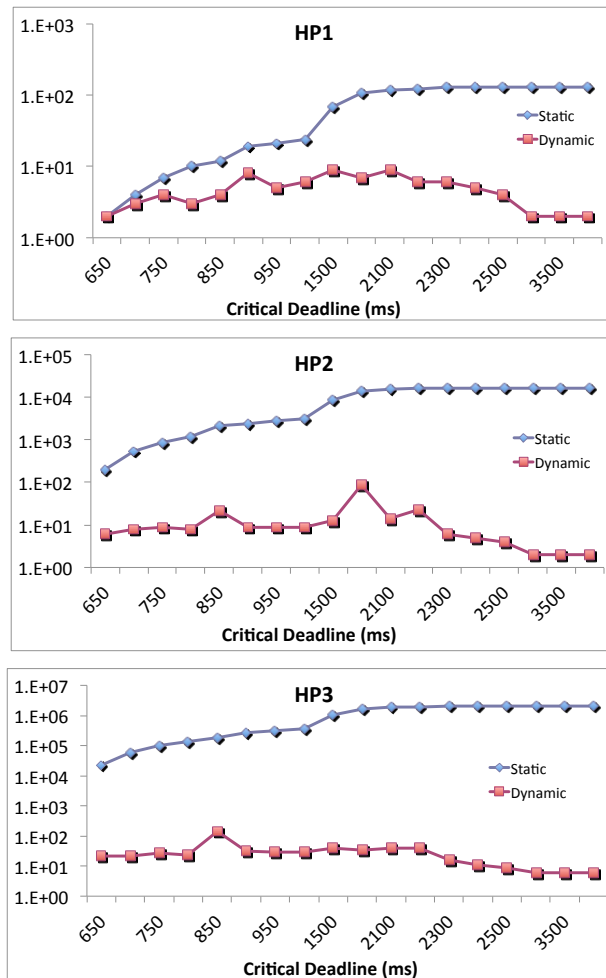 HP1
1.E+03
1.E+02
1.E+01
1.E+00
Static
Dynamic
650
750
850
950
1500
2100
2300
2500
3500
Critical Deadline (ms)
HP2
1.E+05
1.E+04
1.E+03
1.E+02
1.E+01
1.E+00
Static
Dynamic
650
750
850
950
1500
2100
2300
2500
3500
Critical Deadline (ms)
HP3
1.E+07
1.E+06
1.E+05
1.E+04
1.E+03
1.E+02
1.E+01
1.E+00
Static
Dynamic
650
750
850
950
1500
2100
2300
2500
3500
Critical Deadline (ms)